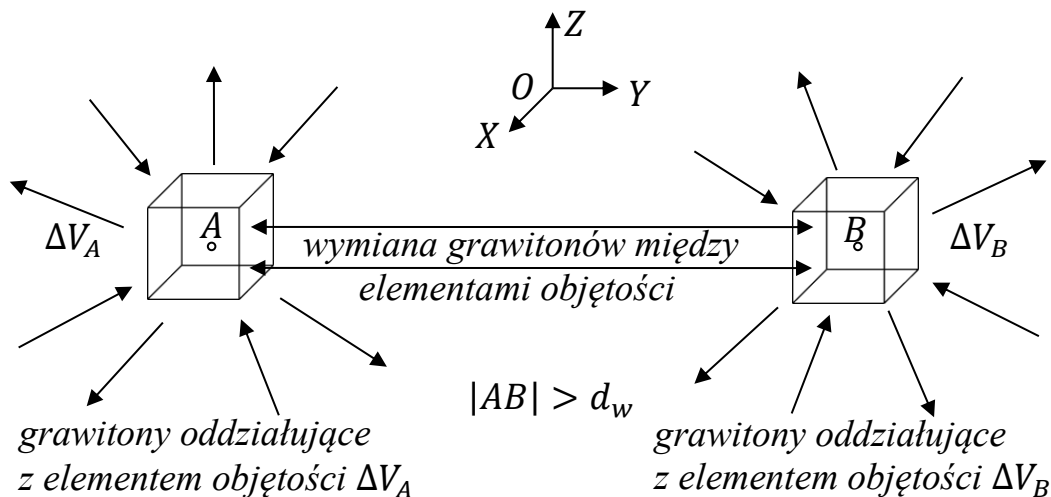 Z
O
Y
X
A
B
ΔV_A
ΔV_B
wymiana grawitonów między
elementami objętości
|AB| > d_w
grawitony oddziałujące
z elementem objętości ΔV_A
grawitony oddziałujące
z elementem objętości ΔV_B